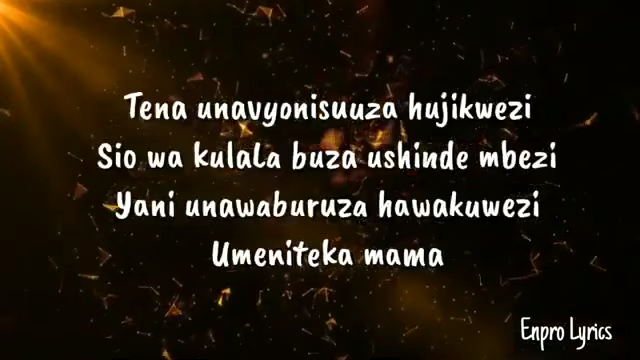 Tena unavyonisuuza hujikwezi
Sio wa kulala buza ushinde mbezi
Yani unawaburuza hawakuwezi
Umeniteka mama
Enpro Lyrics